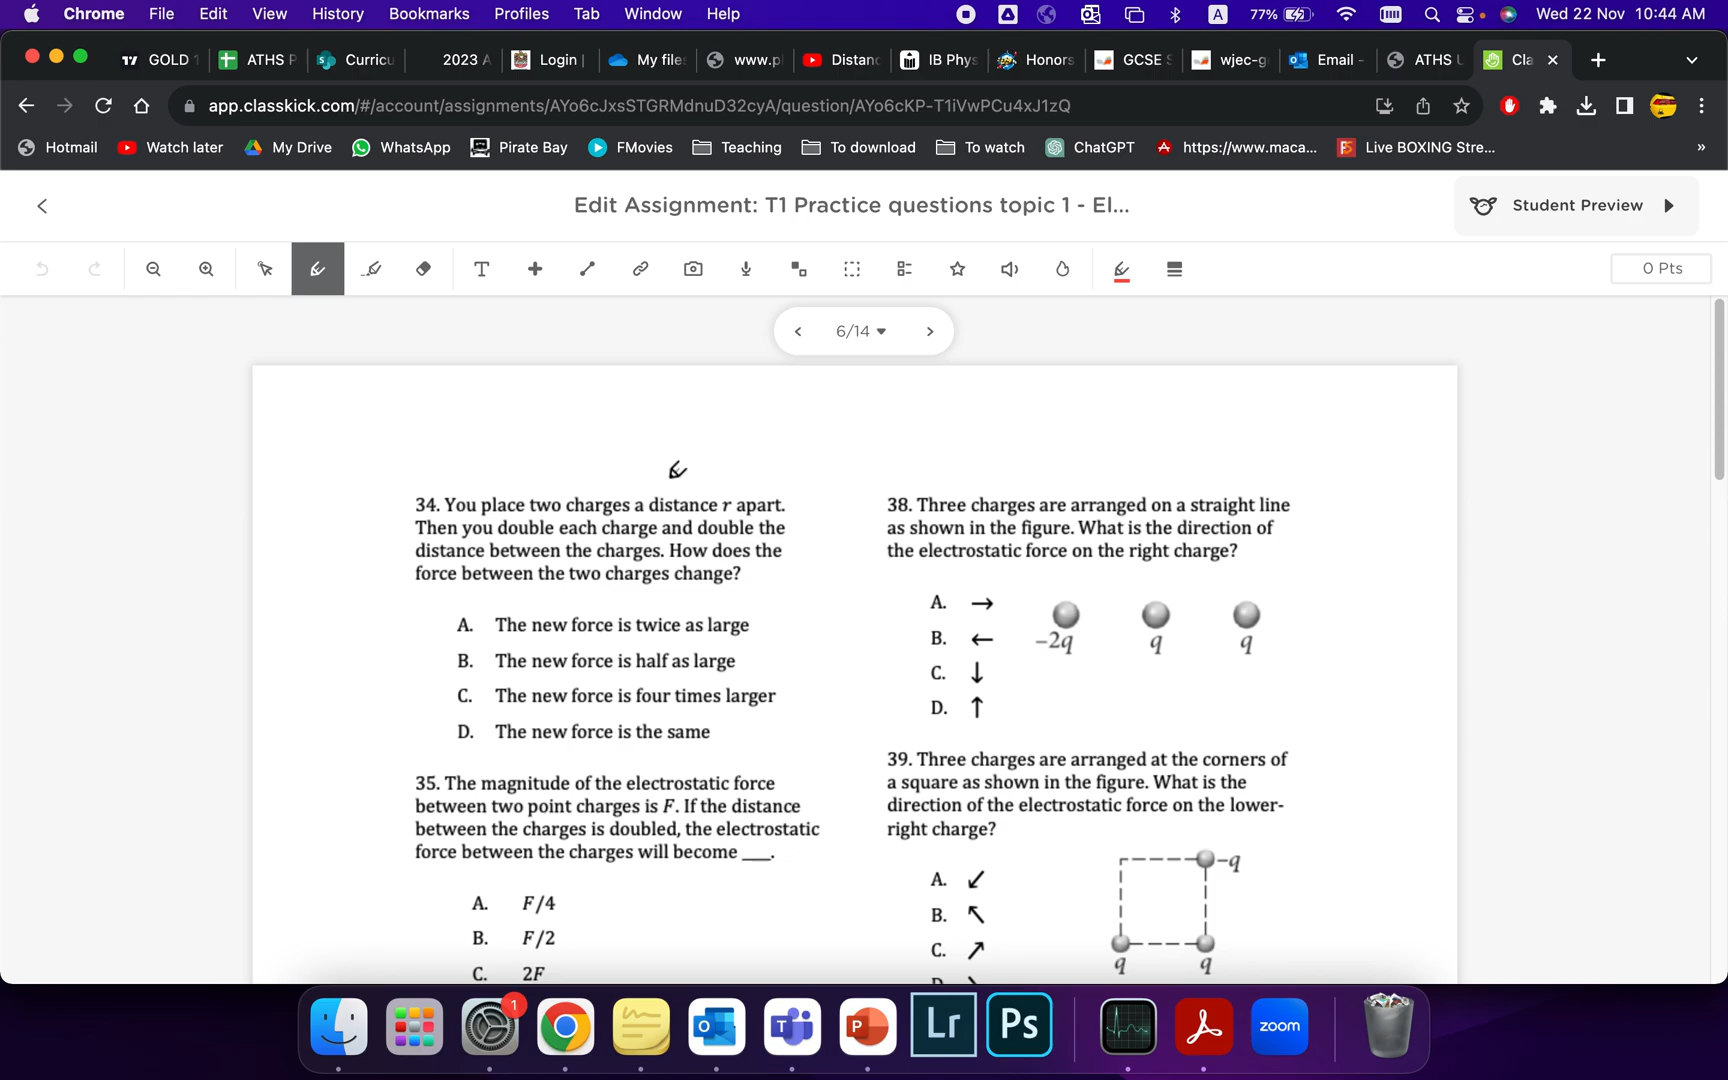 Chrome File Edit View History Bookmarks Profiles Tab Window Help A 77% Wed 22 Nov 10:44 AM
GOLD ATHS P Curricu 2023 A Login My files www.p Distanc IB Phys Honors GCSE S wjec-g Email - ATHS U Cla
app.classkick.com/#/account/assignments/AYo6cJxsSTGRMdnuD32cyA/question/AYo6cKP-T1iVwPCu4xJ1zQ
Hotmail Watch later My Drive WhatsApp Pirate Bay FMovies Teaching To download To watch ChatGPT https://www.maca... Live BOXING Stre... »
Edit Assignment: T1 Practice questions topic 1 - El...
Student Preview
T
0 Pts
6/14
34. You place two charges a distance r apart.
Then you double each charge and double the
distance between the charges. How does the
force between the two charges change?
A. The new force is twice as large
B. The new force is half as large
C. The new force is four times larger
D. The new force is the same
35. The magnitude of the electrostatic force
between two point charges is F. If the distance
between the charges is doubled, the electrostatic
force between the charges will become ___.
A. F/4
B. F/2
C. 2F
38. Three charges are arranged on a straight line
as shown in the figure. What is the direction of
the electrostatic force on the right charge?
A. →
B. ←
C. ↓
D. ↑
−2q q q
39. Three charges are arranged at the corners of
a square as shown in the figure. What is the
direction of the electrostatic force on the lower-
right charge?
A. ↙
B. ↖
C. ↗
−q
q q
1
Lr Ps zoom